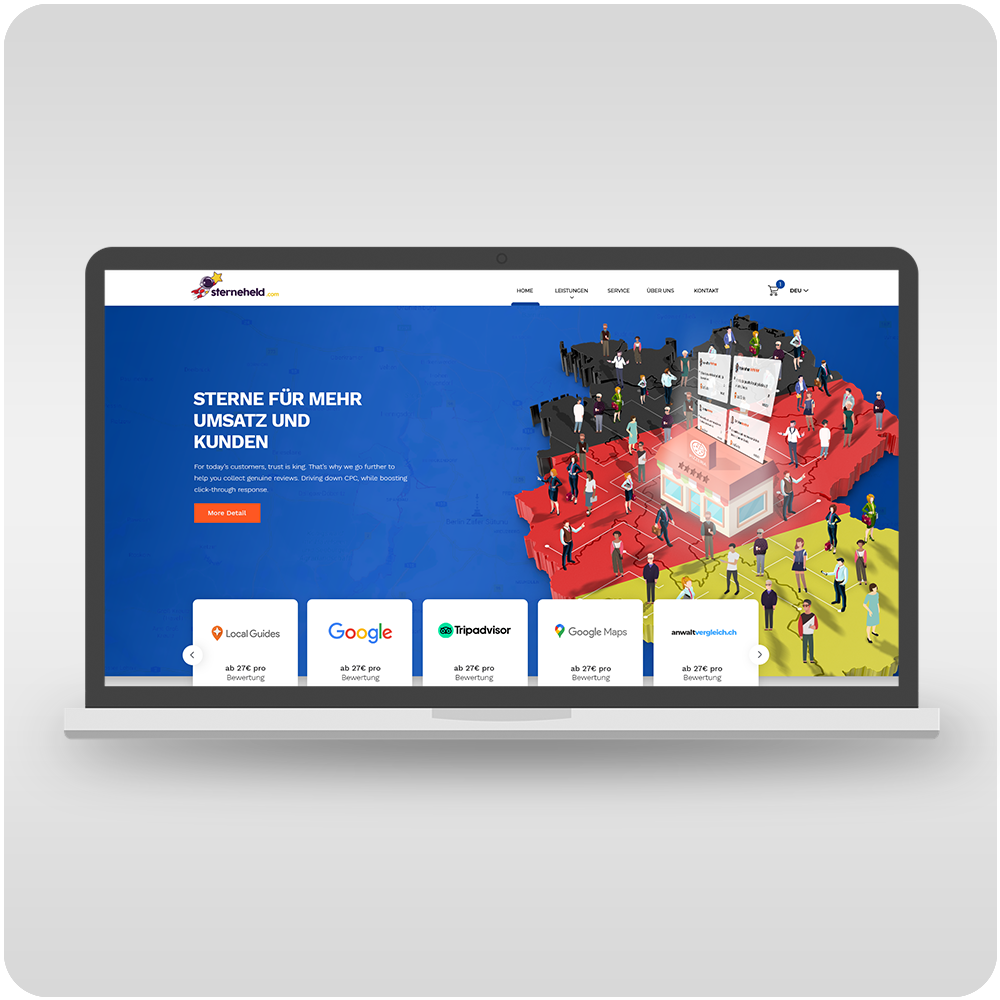 sterneheld.com
HOME
LEISTUNGEN
SERVICE
ÜBER UNS
KONTAKT
1
DEU
STERNE FÜR MEHR
UMSATZ UND
KUNDEN
For today's customers, trust is king. That's why we go further to
help you collect genuine reviews. Driving down CPC, while boosting
click-through response.
More Detail
Local Guides
ab 27€ pro
Bewertung
Google
ab 27€ pro
Bewertung
Tripadvisor
ab 27€ pro
Bewertung
Google Maps
ab 27€ pro
Bewertung
anwaltvergleich.ch
ab 27€ pro
Bewertung